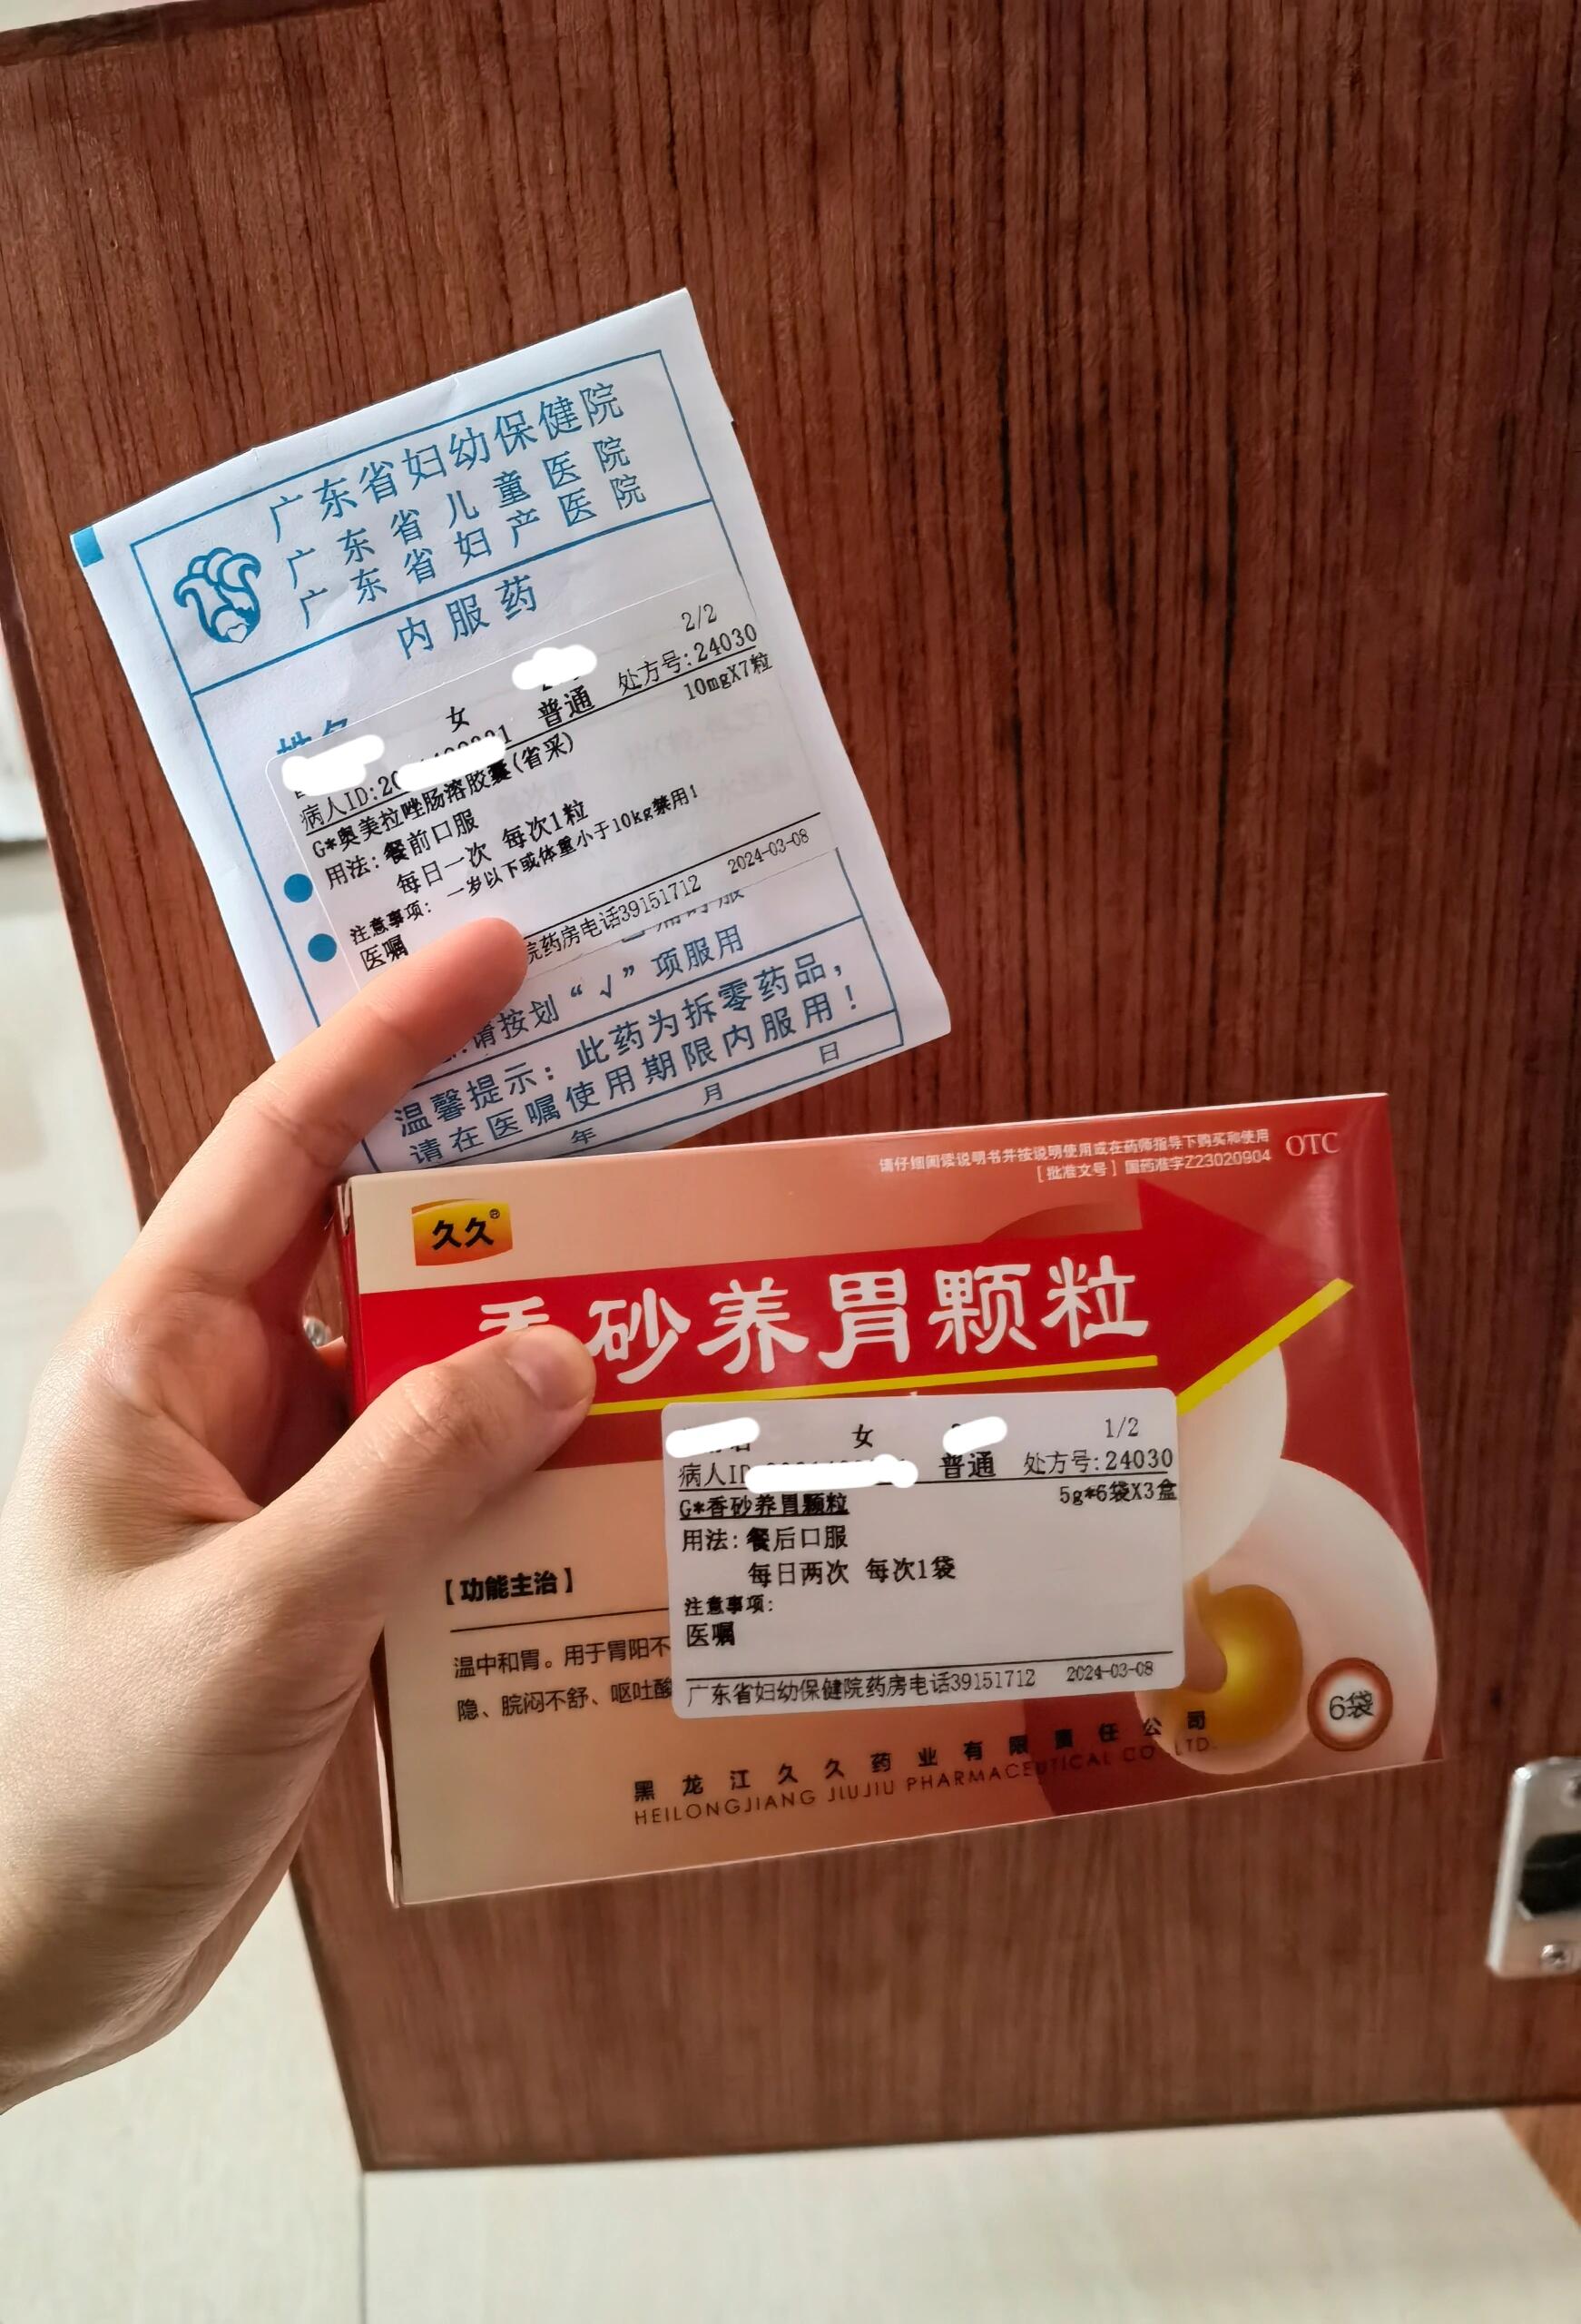 广东省妇幼保健院
广东省儿童医院
广东省妇产医院
内服药
2/2
女
普通 处方号:24030
病人ID:20
G*奥美拉唑肠溶胶囊(省采) 10mgX7粒
用法: 餐前口服
每日一次 每次1粒
注意事项: 一岁以下或体重小于10kg禁用!
医嘱
院药房电话39151712 2024-03-08
请按划“√”项服用
温馨提示: 此药为拆零药品,
请在医嘱使用期限内服用!
年 月 日
请仔细阅读说明书并按说明使用或在药师指导下购买和使用
[批准文号] 国药准字Z23020904
OTC
久久®
香砂养胃颗粒
女 1/2
病人ID 普通 处方号:24030
G*香砂养胃颗粒 5g*6袋X3盒
用法: 餐后口服
每日两次 每次1袋
注意事项:
医嘱
广东省妇幼保健院药房电话39151712 2024-03-08
【功能主治】
温中和胃。用于胃阳不
隐、脘闷不舒、呕吐酸
6袋
黑龙江久久药业有限责任公司
HEILONGJIANG JIUJIU PHARMACEUTICAL CO LTD.